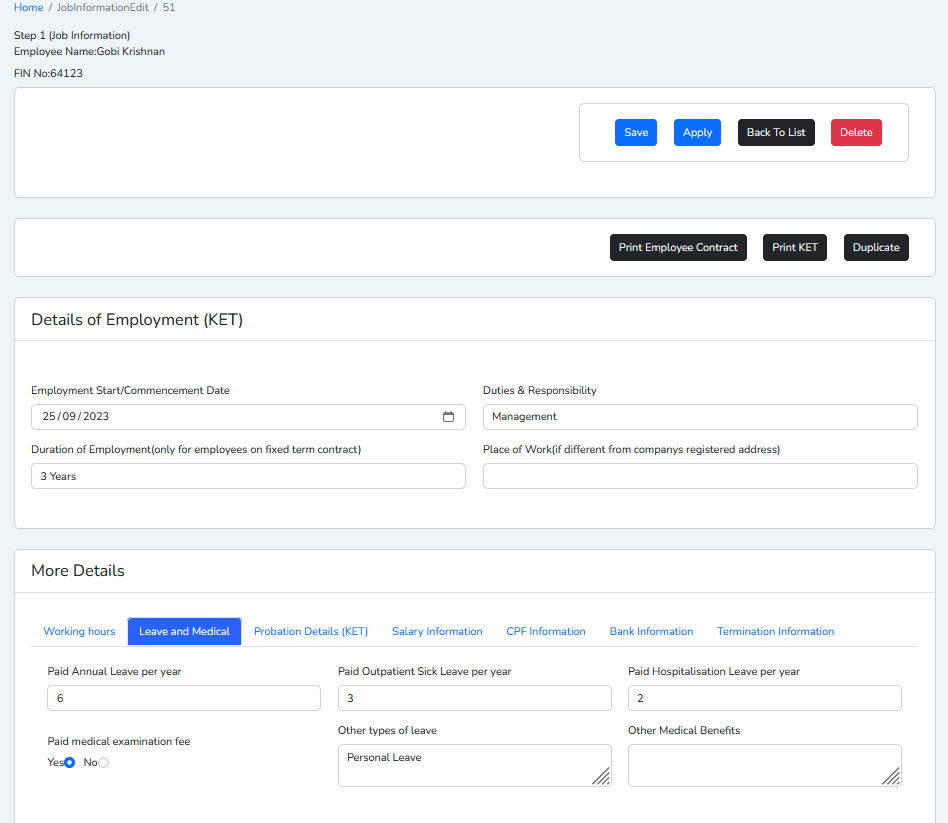 Home / JobInformationEdit / 51
Step 1 (Job Information)
Employee Name:Gobi Krishnan
FIN No:64123
Save Apply Back To List Delete
Print Employee Contract Print KET Duplicate
Details of Employment (KET)
Employment Start/Commencement Date Duties & Responsibility
25/09/2023 Management
Duration of Employment(only for employees on fixed term contract) Place of Work(if different from companys registered address)
3 Years
More Details
Working hours Leave and Medical Probation Details (KET) Salary Information CPF Information Bank Information Termination Information
Paid Annual Leave per year Paid Outpatient Sick Leave per year Paid Hospitalisation Leave per year
6 3 2
Paid medical examination fee Other types of leave Other Medical Benefits
Yes No Personal Leave